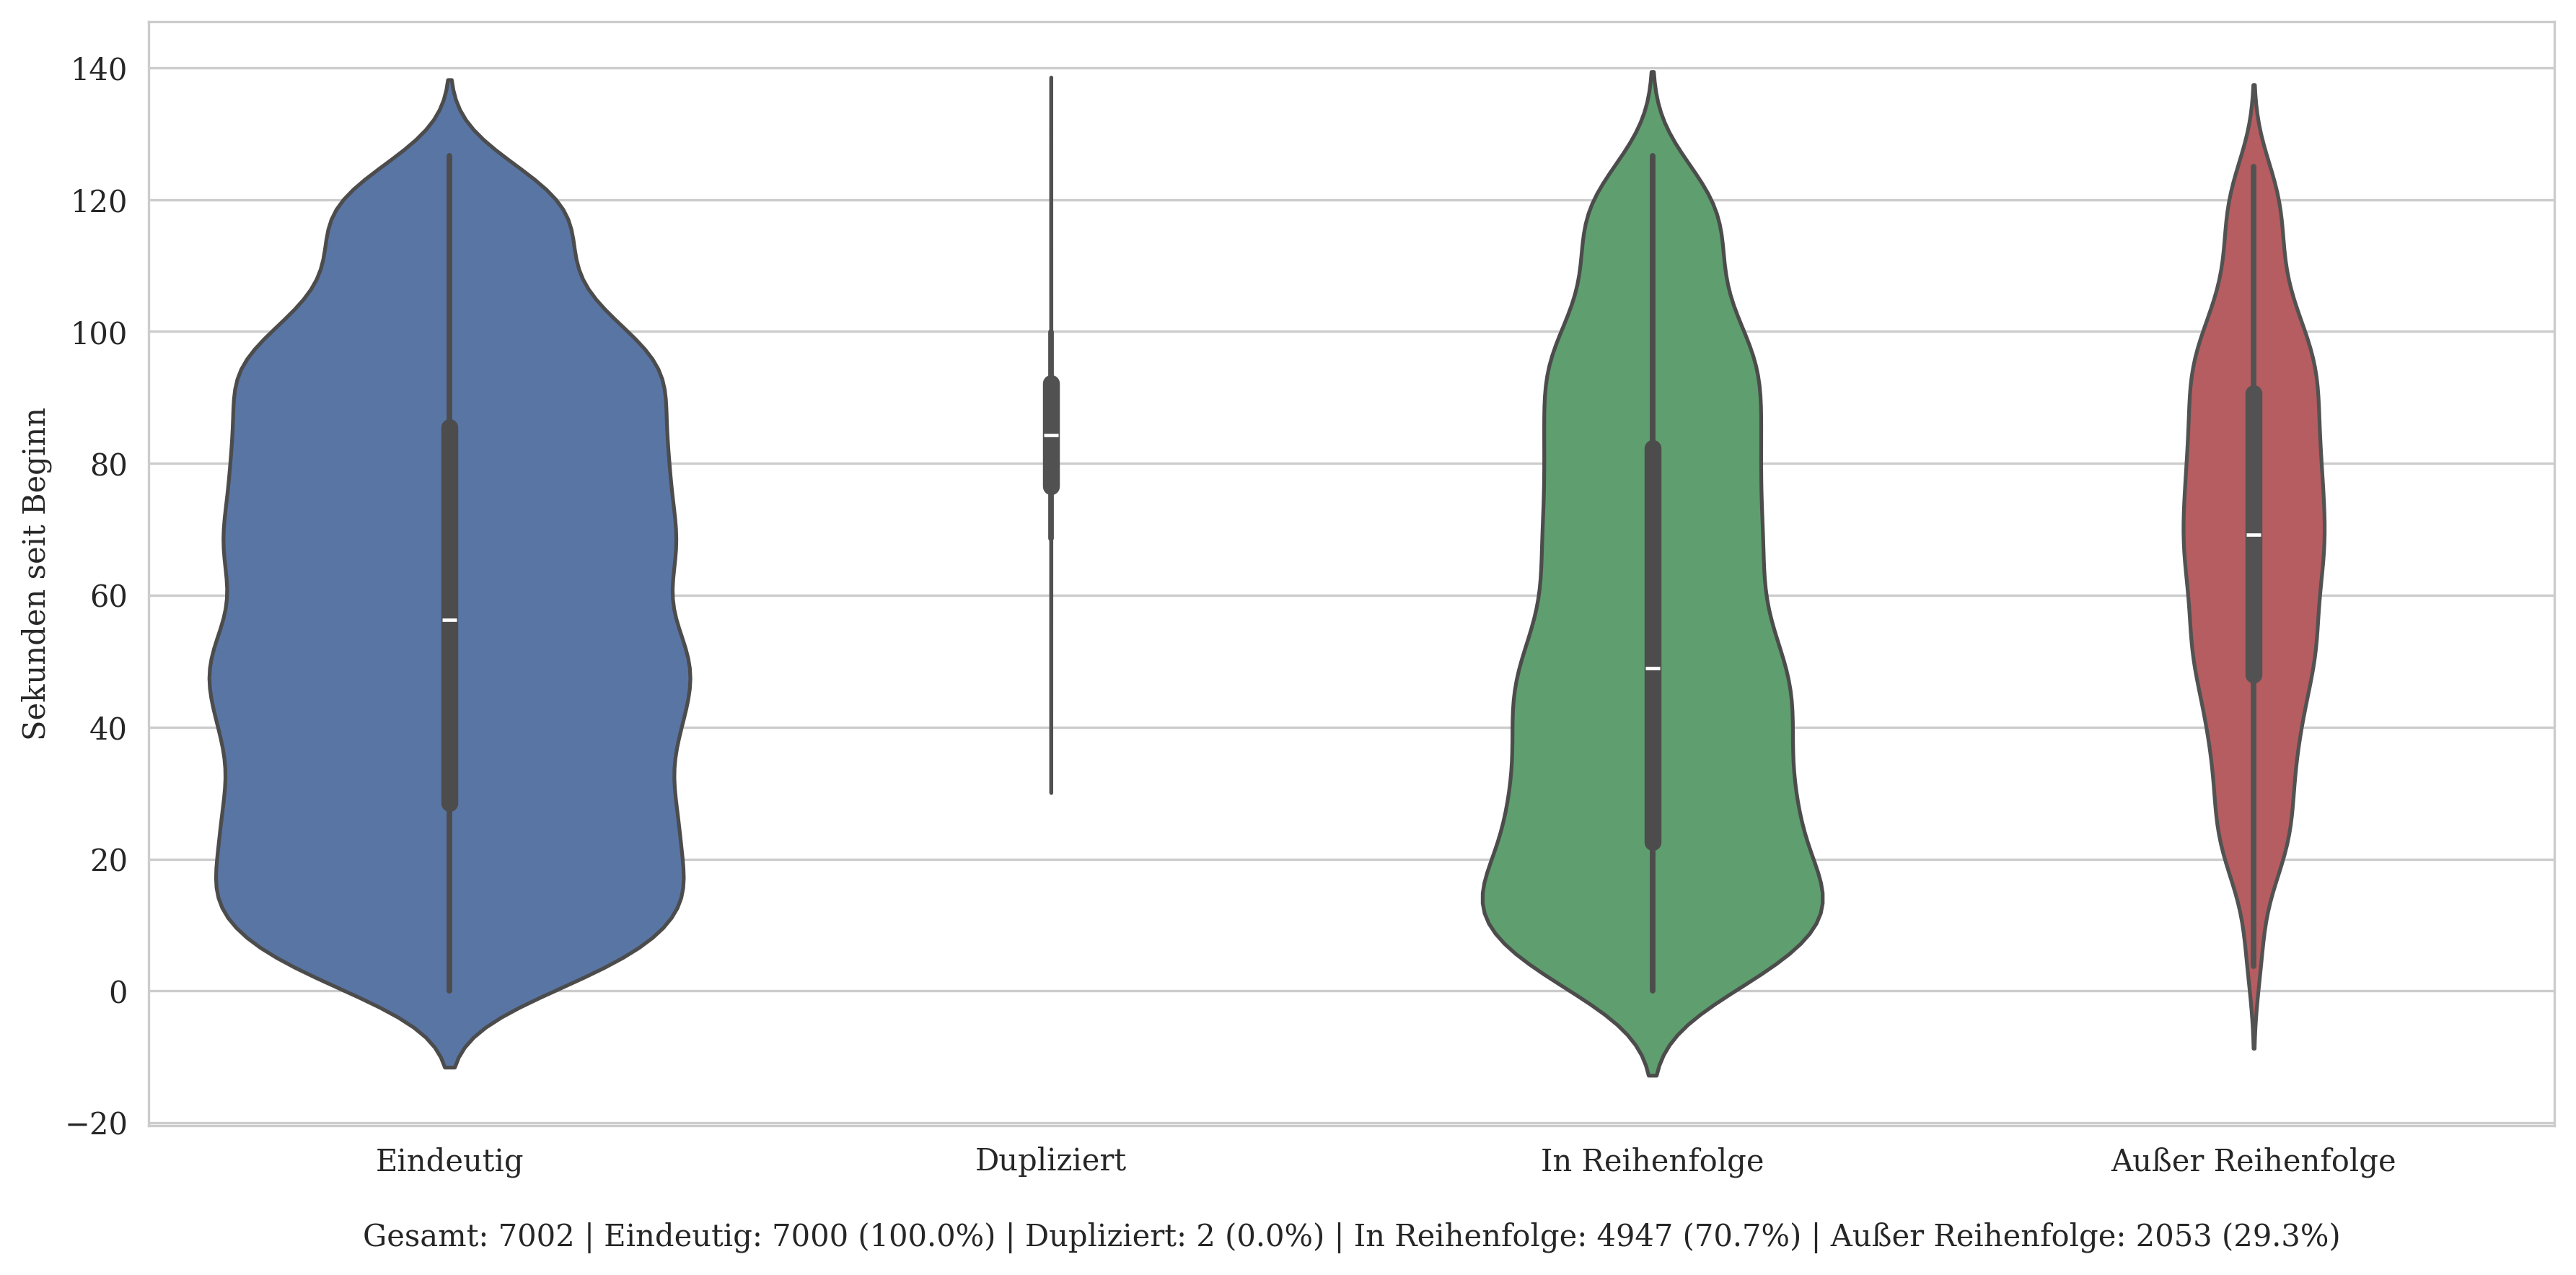 Sekunden seit Beginn
140
120
100
80
60
40
20
0
−20
Eindeutig
Dupliziert
In Reihenfolge
Außer Reihenfolge
Gesamt: 7002 | Eindeutig: 7000 (100.0%) | Dupliziert: 2 (0.0%) | In Reihenfolge: 4947 (70.7%) | Außer Reihenfolge: 2053 (29.3%)